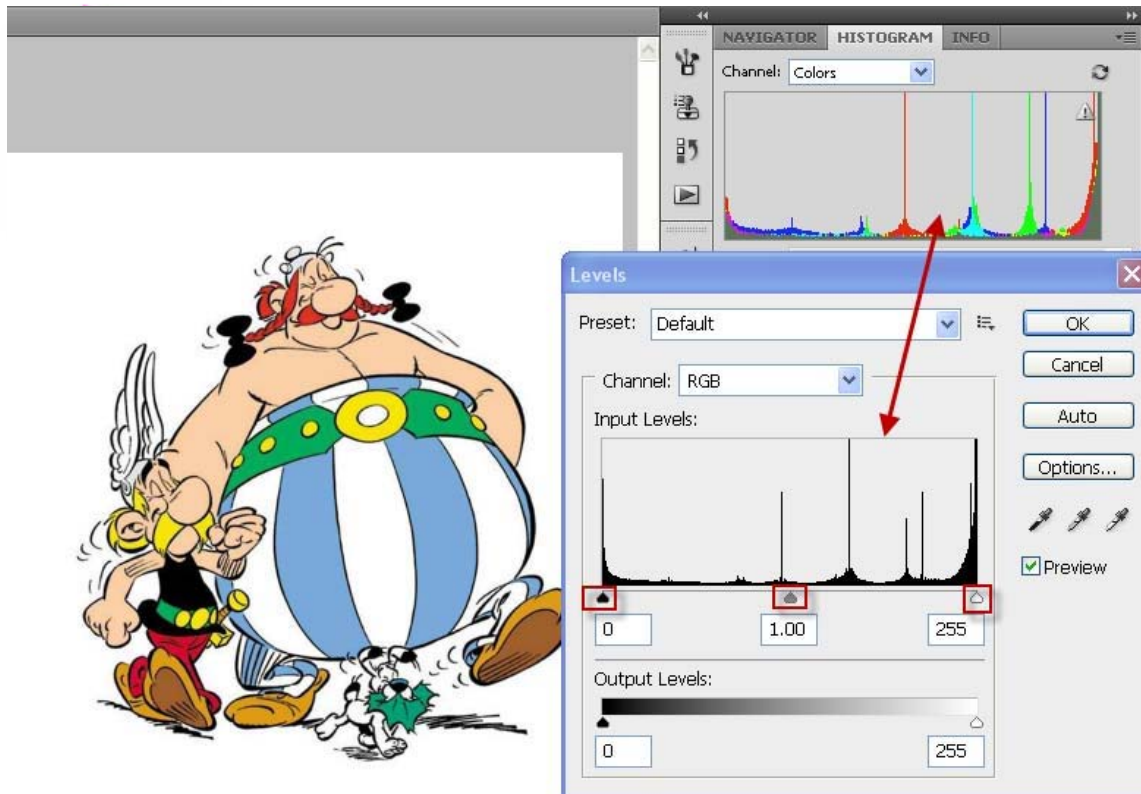 NAVIGATOR HISTOGRAM INFO
Channel: Colors
Levels
Preset: Default
OK
Cancel
Channel: RGB
Input Levels:
Auto
Options...
Preview
0 1.00 255
Output Levels:
0 255